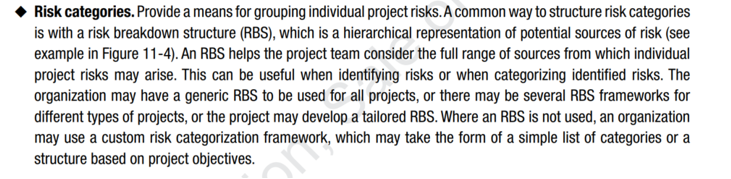 ◆ Risk categories. Provide a means for grouping individual project risks. A common way to structure risk categories
is with a risk breakdown structure (RBS), which is a hierarchical representation of potential sources of risk (see
example in Figure 11-4). An RBS helps the project team consider the full range of sources from which individual
project risks may arise. This can be useful when identifying risks or when categorizing identified risks. The
organization may have a generic RBS to be used for all projects, or there may be several RBS frameworks for
different types of projects, or the project may develop a tailored RBS. Where an RBS is not used, an organization
may use a custom risk categorization framework, which may take the form of a simple list of categories or a
structure based on project objectives.